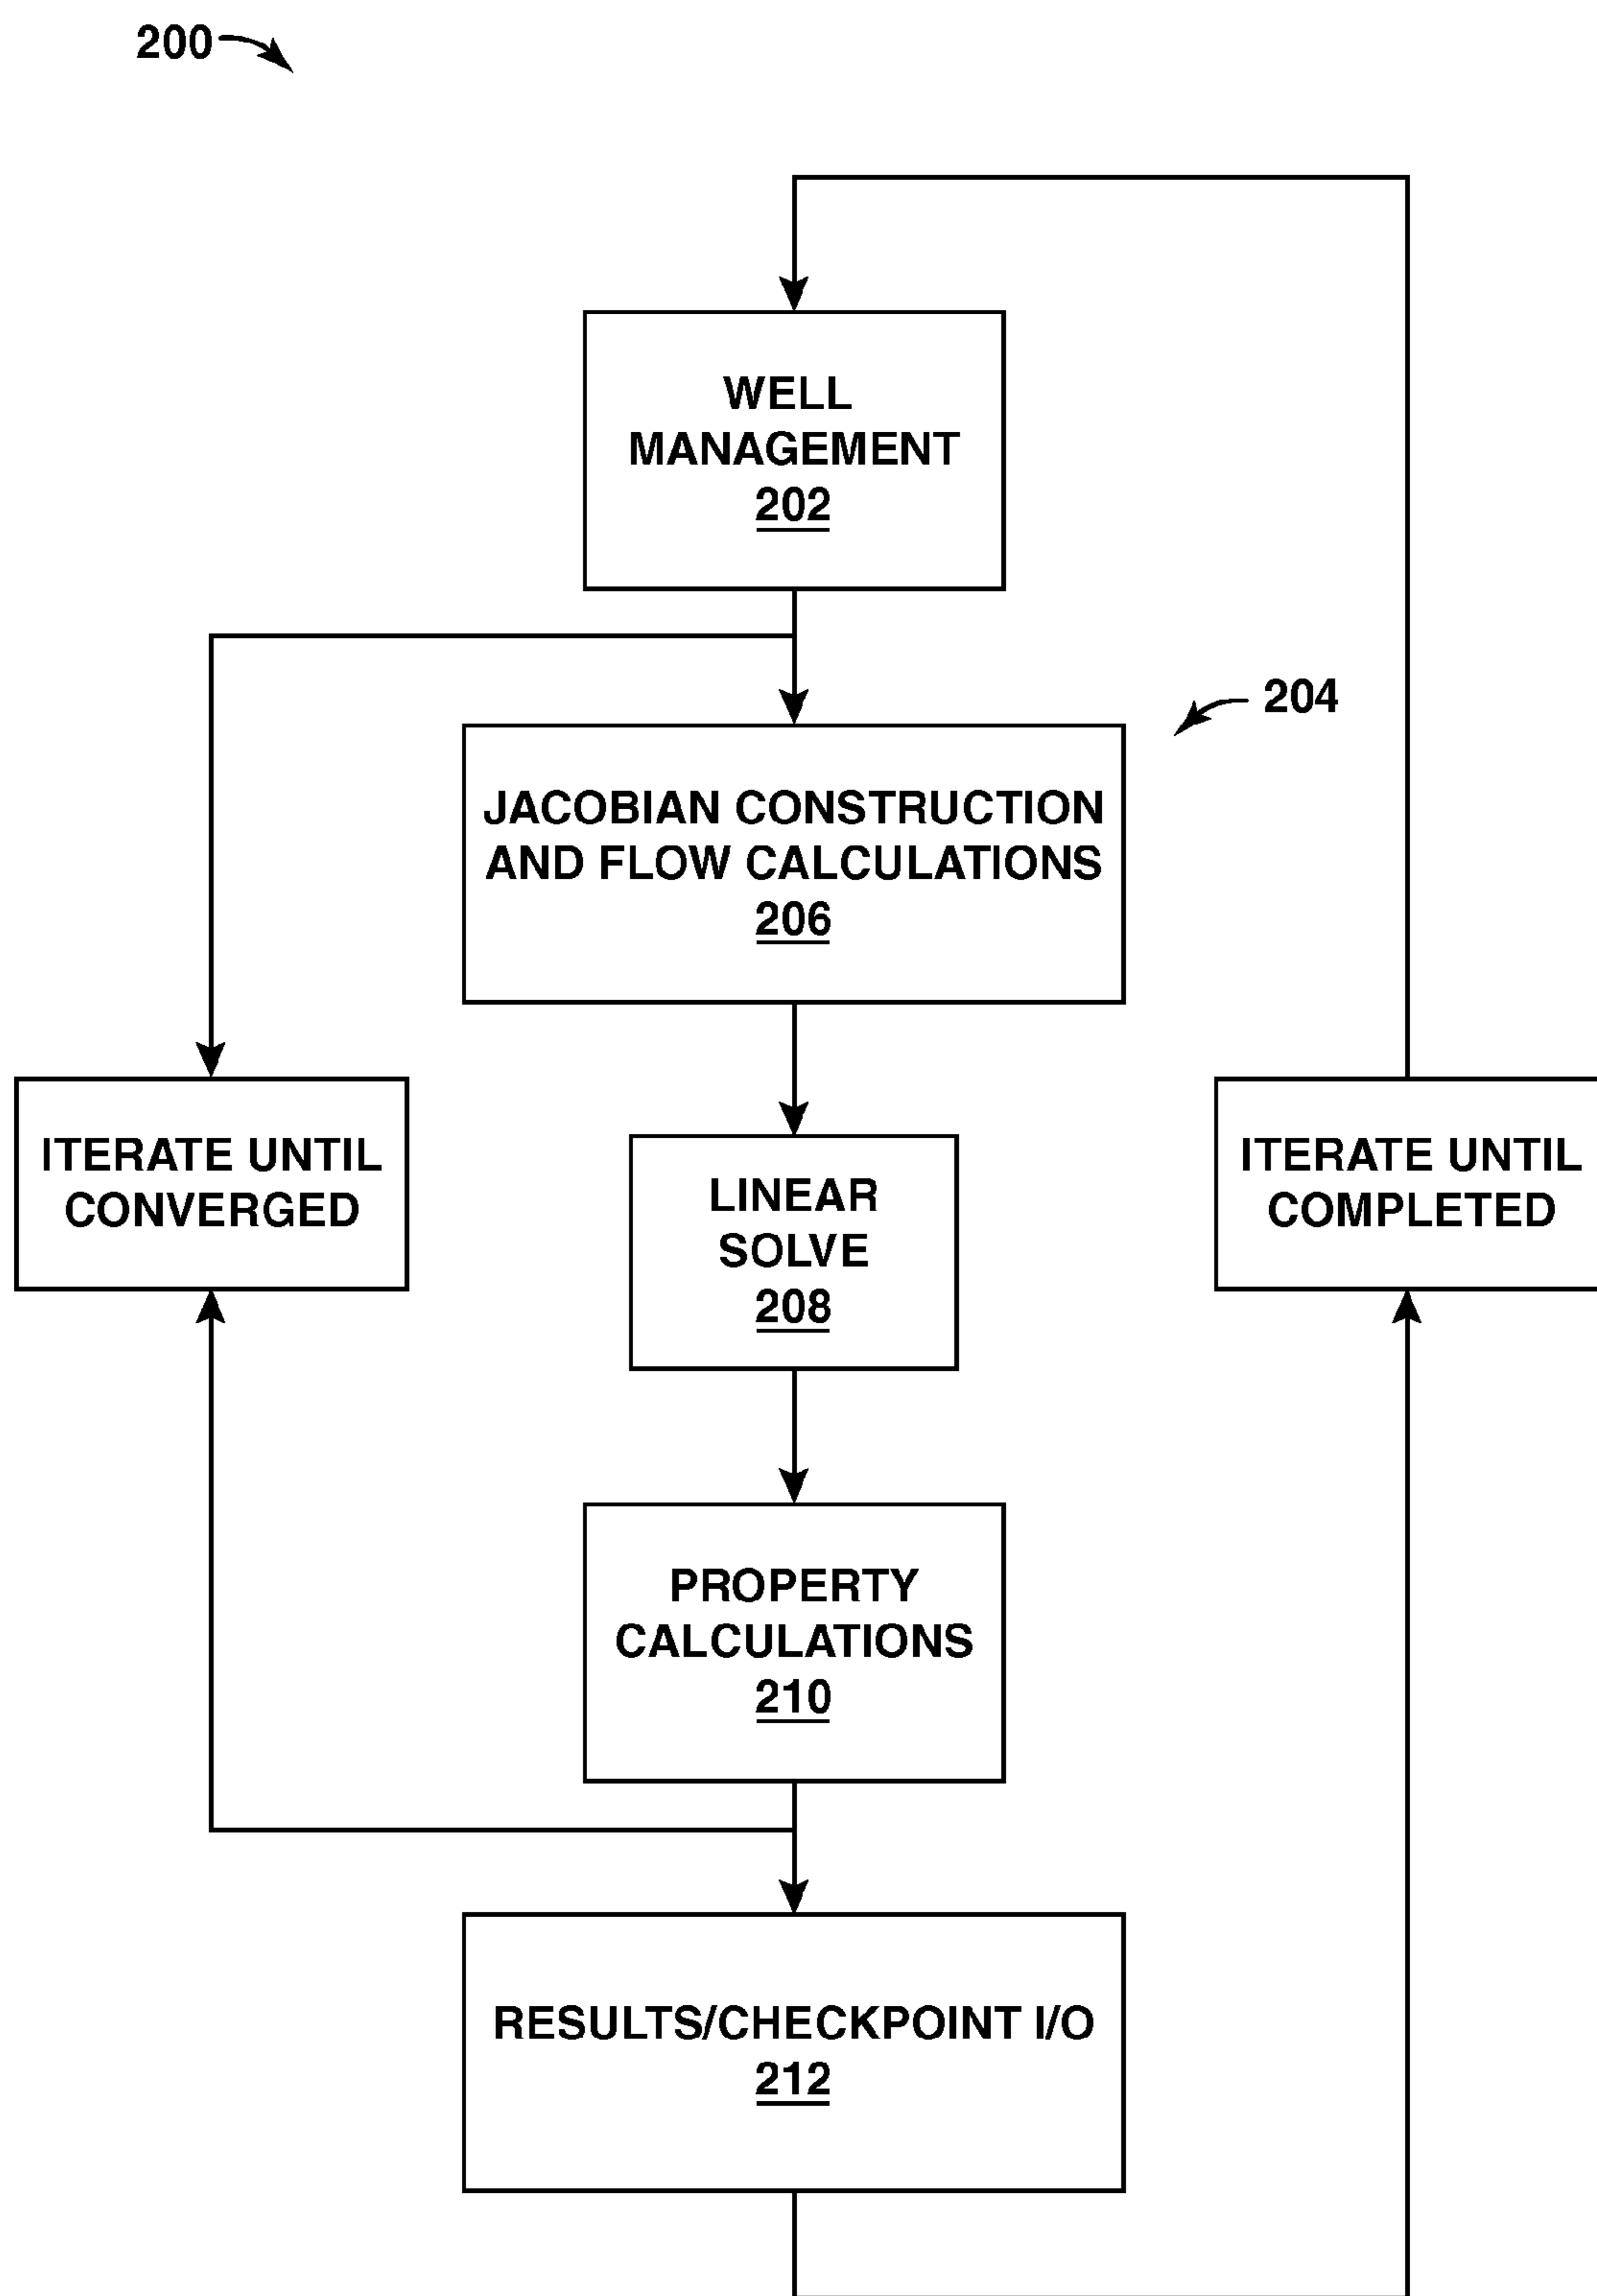 200
WELL
MANAGEMENT
202
204
JACOBIAN CONSTRUCTION
AND FLOW CALCULATIONS
206
ITERATE UNTIL
CONVERGED
LINEAR
SOLVE
208
ITERATE UNTIL
COMPLETED
PROPERTY
CALCULATIONS
210
RESULTS/CHECKPOINT I/O
212